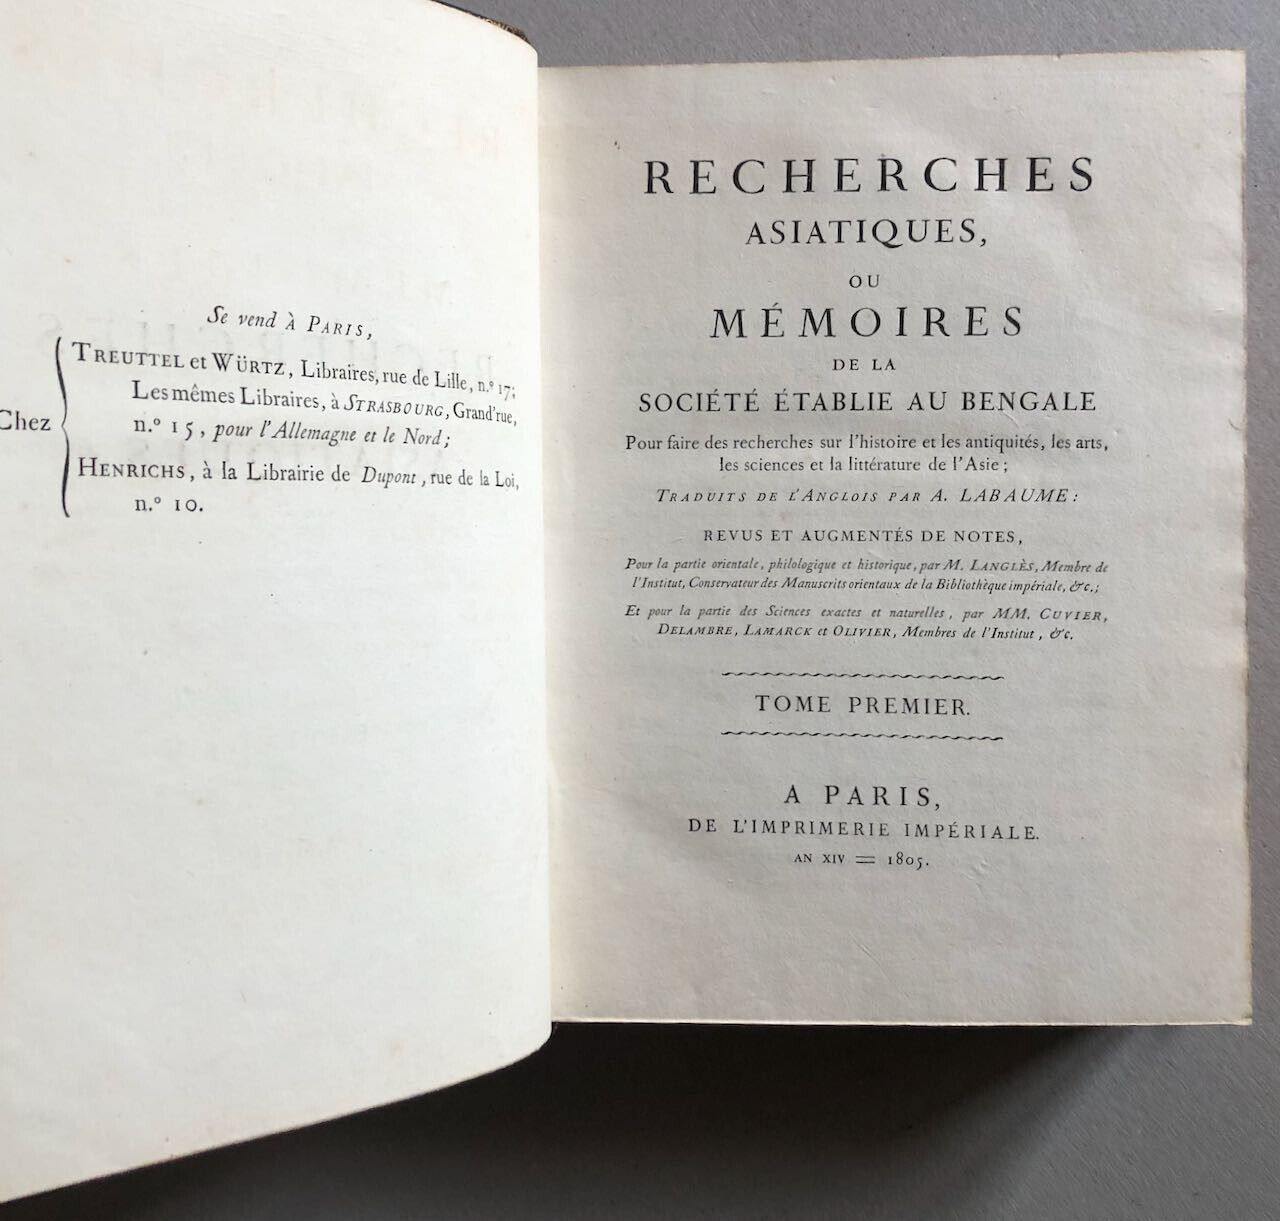 Se vend à PARIS,
TREUTTEL et WÜRTZ, Libraires, rue de Lille, n.º 17;
Les mêmes Libraires, à STRASBOURG, Grand'rue,
Chez
n.º 15, pour l'Allemagne et le Nord;
HENRICHS, à la Librairie de Dupont, rue de la Loi,
n.º 10.
RECHERCHES
ASIATIQUES,
OU
MÉMOIRES
DE LA
SOCIÉTÉ ÉTABLIE AU BENGALE
Pour faire des recherches sur l'histoire et les antiquités, les arts,
les sciences et la littérature de l'Asie;
TRADUITS DE L'ANGLOIS PAR A. LABAUME:
REVUS ET AUGMENTÉS DE NOTES,
Pour la partie orientale, philologique et historique, par M. LANGLÈS, Membre de
l'Institut, Conservateur des Manuscrits orientaux de la Bibliothèque impériale, &c.;
Et pour la partie des Sciences exactes et naturelles, par MM. CUVIER,
DELAMBRE, LAMARCK et OLIVIER, Membres de l'Institut, &c.
TOME PREMIER.
A PARIS,
DE L'IMPRIMERIE IMPÉRIALE.
AN XIV = 1805.